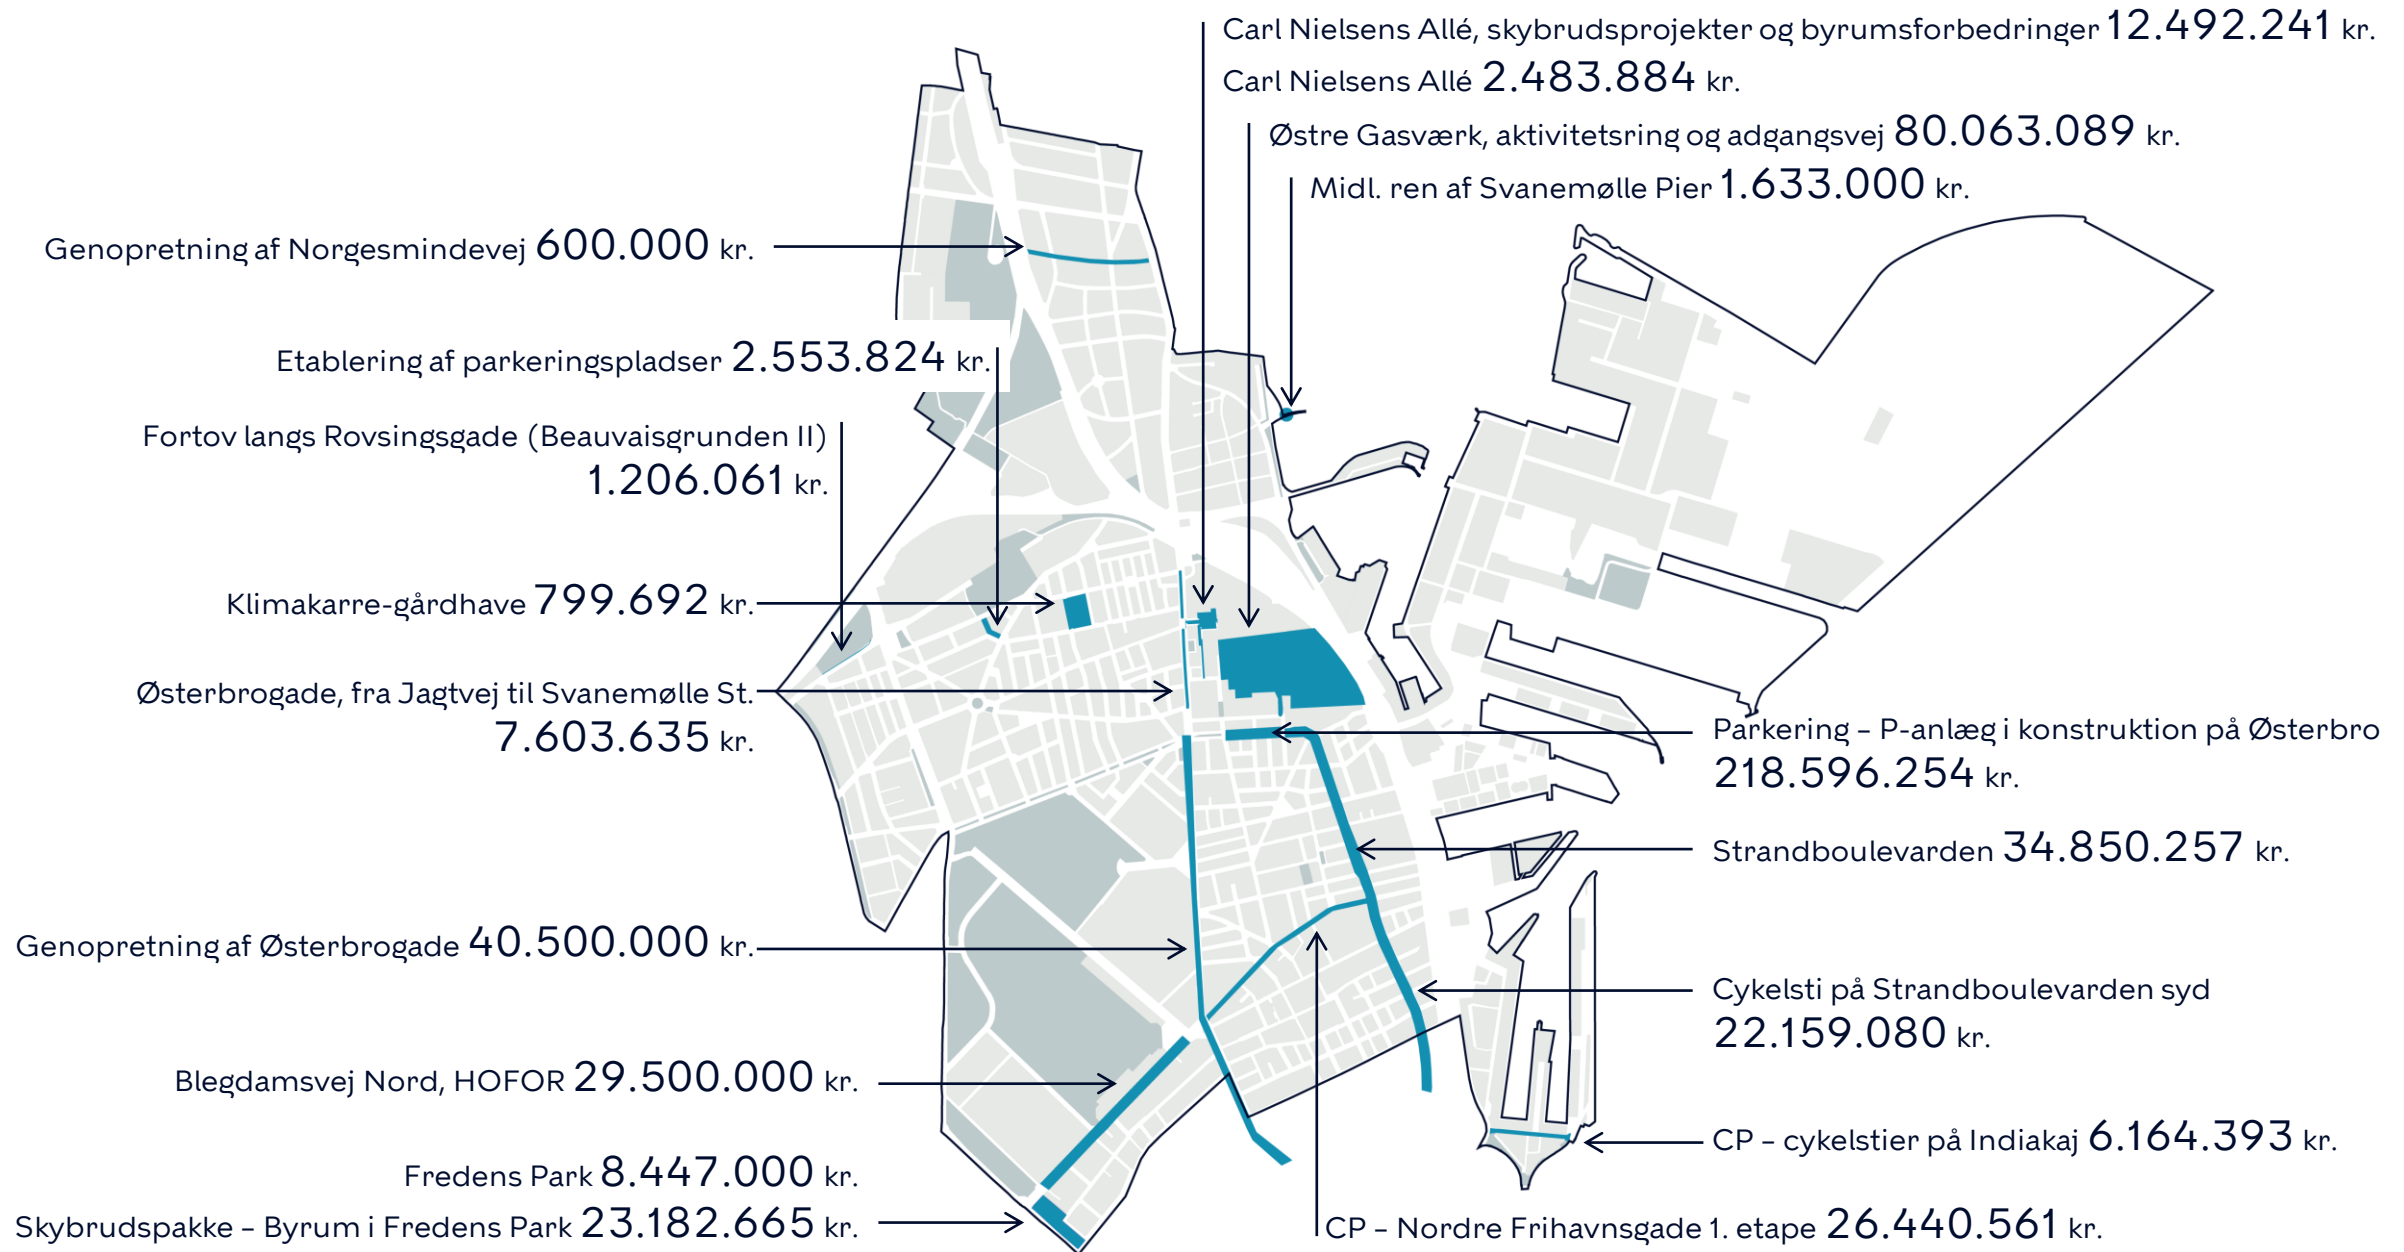 Carl Nielsens Allé, skybrudsprojekter og byrumsforbedringer 12.492.241 kr.
Carl Nielsens Allé 2.483.884 kr.
Østre Gasværk, aktivitetsring og adgangsvej 80.063.089 kr.
Midl. ren af Svanemølle Pier 1.633.000 kr.
Genopretning af Norgesmindevej 600.000 kr.
Etablering af parkeringspladser 2.553.824 kr.
Fortov langs Rovsingsgade (Beauvaisgrunden II)
1.206.061 kr.
Klimakarre-gårdhave 799.692 kr.
Østerbrogade, fra Jagtvej til Svanemølle St.
7.603.635 kr.
Parkering – P-anlæg i konstruktion på Østerbro
218.596.254 kr.
Strandboulevarden 34.850.257 kr.
Genopretning af Østerbrogade 40.500.000 kr.
Cykelsti på Strandboulevarden syd
22.159.080 kr.
Blegdamsvej Nord, HOFOR 29.500.000 kr.
CP – cykelstier på Indiakaj 6.164.393 kr.
Fredens Park 8.447.000 kr.
Skybrudspakke – Byrum i Fredens Park 23.182.665 kr.
CP – Nordre Frihavnsgade 1. etape 26.440.561 kr.